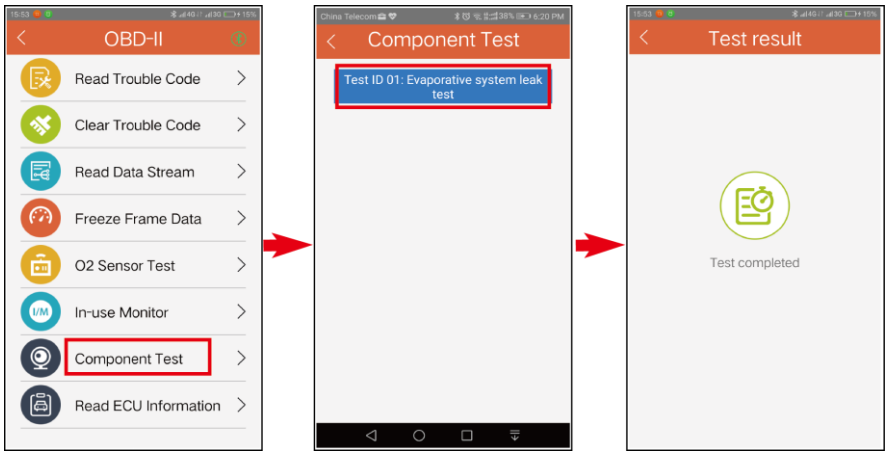 15:53
15%
OBD-II
Read Trouble Code
Clear Trouble Code
Read Data Stream
Freeze Frame Data
O2 Sensor Test
I/M
In-use Monitor
Component Test
Read ECU Information
China Telecom
38%
6:20 PM
Component Test
Test ID 01: Evaporative system leak
test
15:53
15%
Test result
Test completed